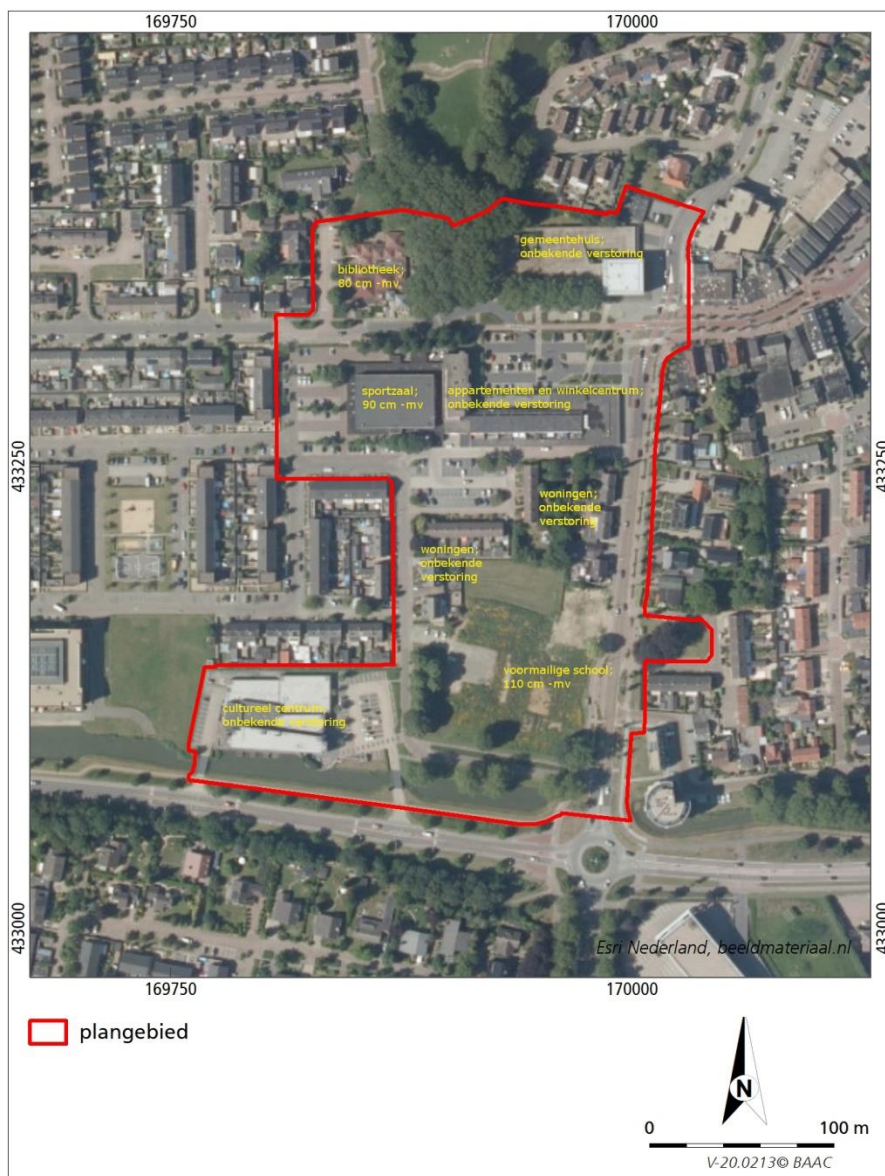 169750
170000
gemeentehuis;
onbekende verstoring
bibliotheek;
80 cm -mv
sportzaal;
90 cm -mv
appartementen en winkelcentrum;
onbekende verstoring
433250
433250
woningen;
onbekende
verstoring
woningen;
onbekende
verstoring
voormailige school;
110 cm -mv
cultureel centrum;
onbekende verstoring
433000
433000
Esri Nederland, beeldmateriaal.nl
169750
170000
plangebied
N
0
100 m
V-20.0213© BAAC